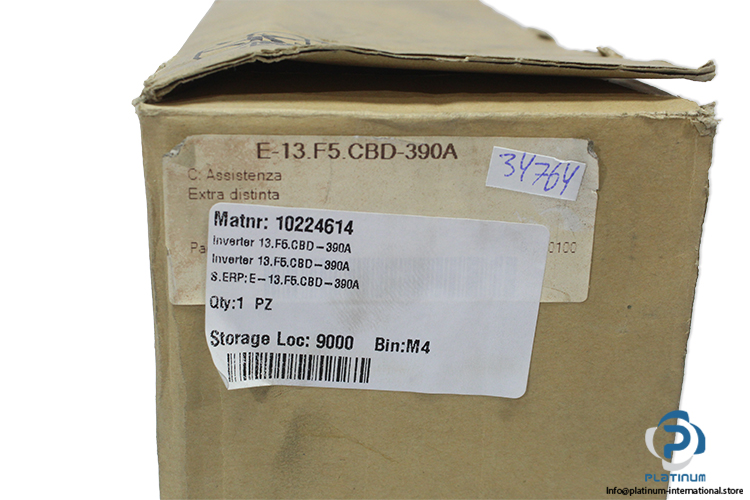 E-13.F5.CBD-390A
34764
C: Assistenza
Extra distinta
Pa
0100
Matnr: 10224614
Inverter 13.F5.CBD-390A
Inverter 13.F5.CBD-390A
S.ERP:E-13.F5.CBD-390A
Qty:1 PZ
Storage Loc: 9000 Bin:M4
PLATINUM
Info@platinum-international.store